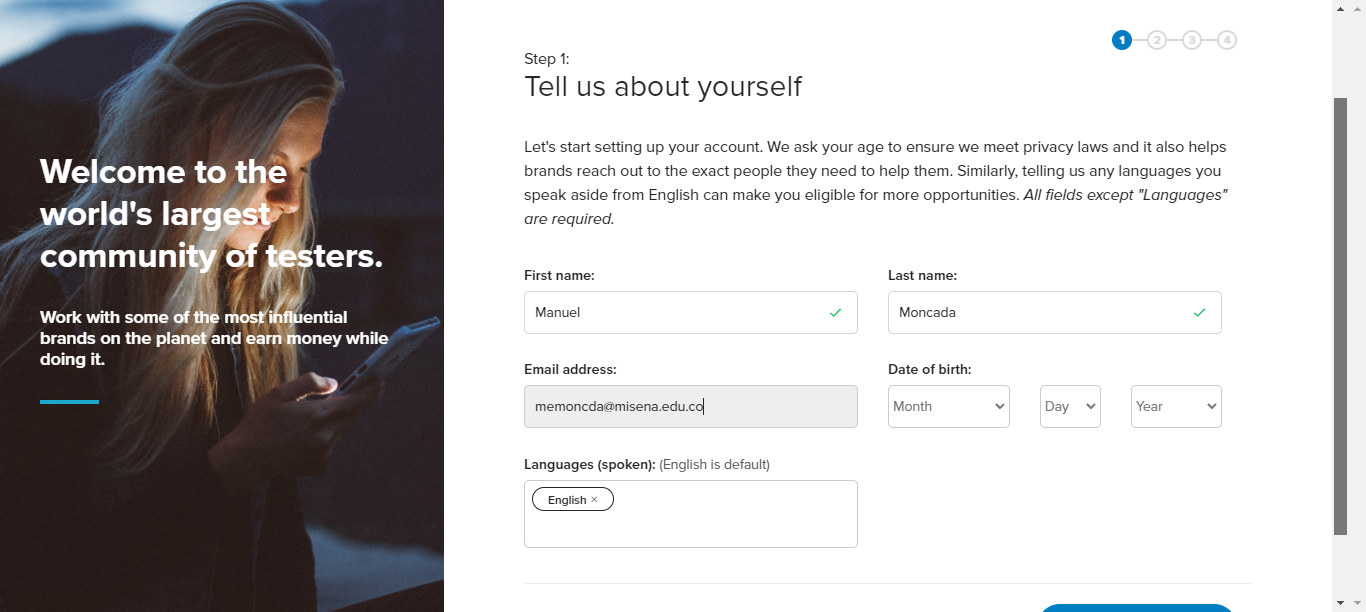 Welcome to the
world's largest
community of testers.
Work with some of the most influential
brands on the planet and earn money while
doing it.
1 2 3 4
Step 1:
Tell us about yourself
Let's start setting up your account. We ask your age to ensure we meet privacy laws and it also helps
brands reach out to the exact people they need to help them. Similarly, telling us any languages you
speak aside from English can make you eligible for more opportunities. All fields except "Languages"
are required.
First name: Last name:
Manuel Moncada
Email address: Date of birth:
memoncda@misena.edu.co Month Day Year
Languages (spoken): (English is default)
English ×